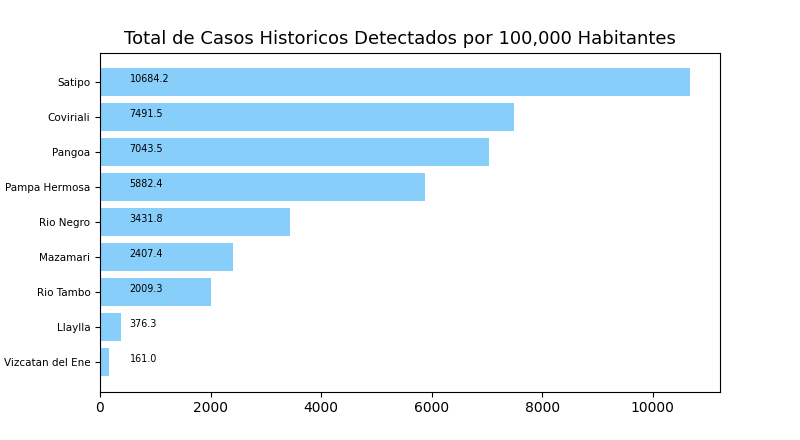 Total de Casos Historicos Detectados por 100,000 Habitantes
Satipo 10684.2
Coviriali 7491.5
Pangoa 7043.5
Pampa Hermosa 5882.4
Rio Negro 3431.8
Mazamari 2407.4
Rio Tambo 2009.3
Llaylla 376.3
Vizcatan del Ene 161.0
0 2000 4000 6000 8000 10000